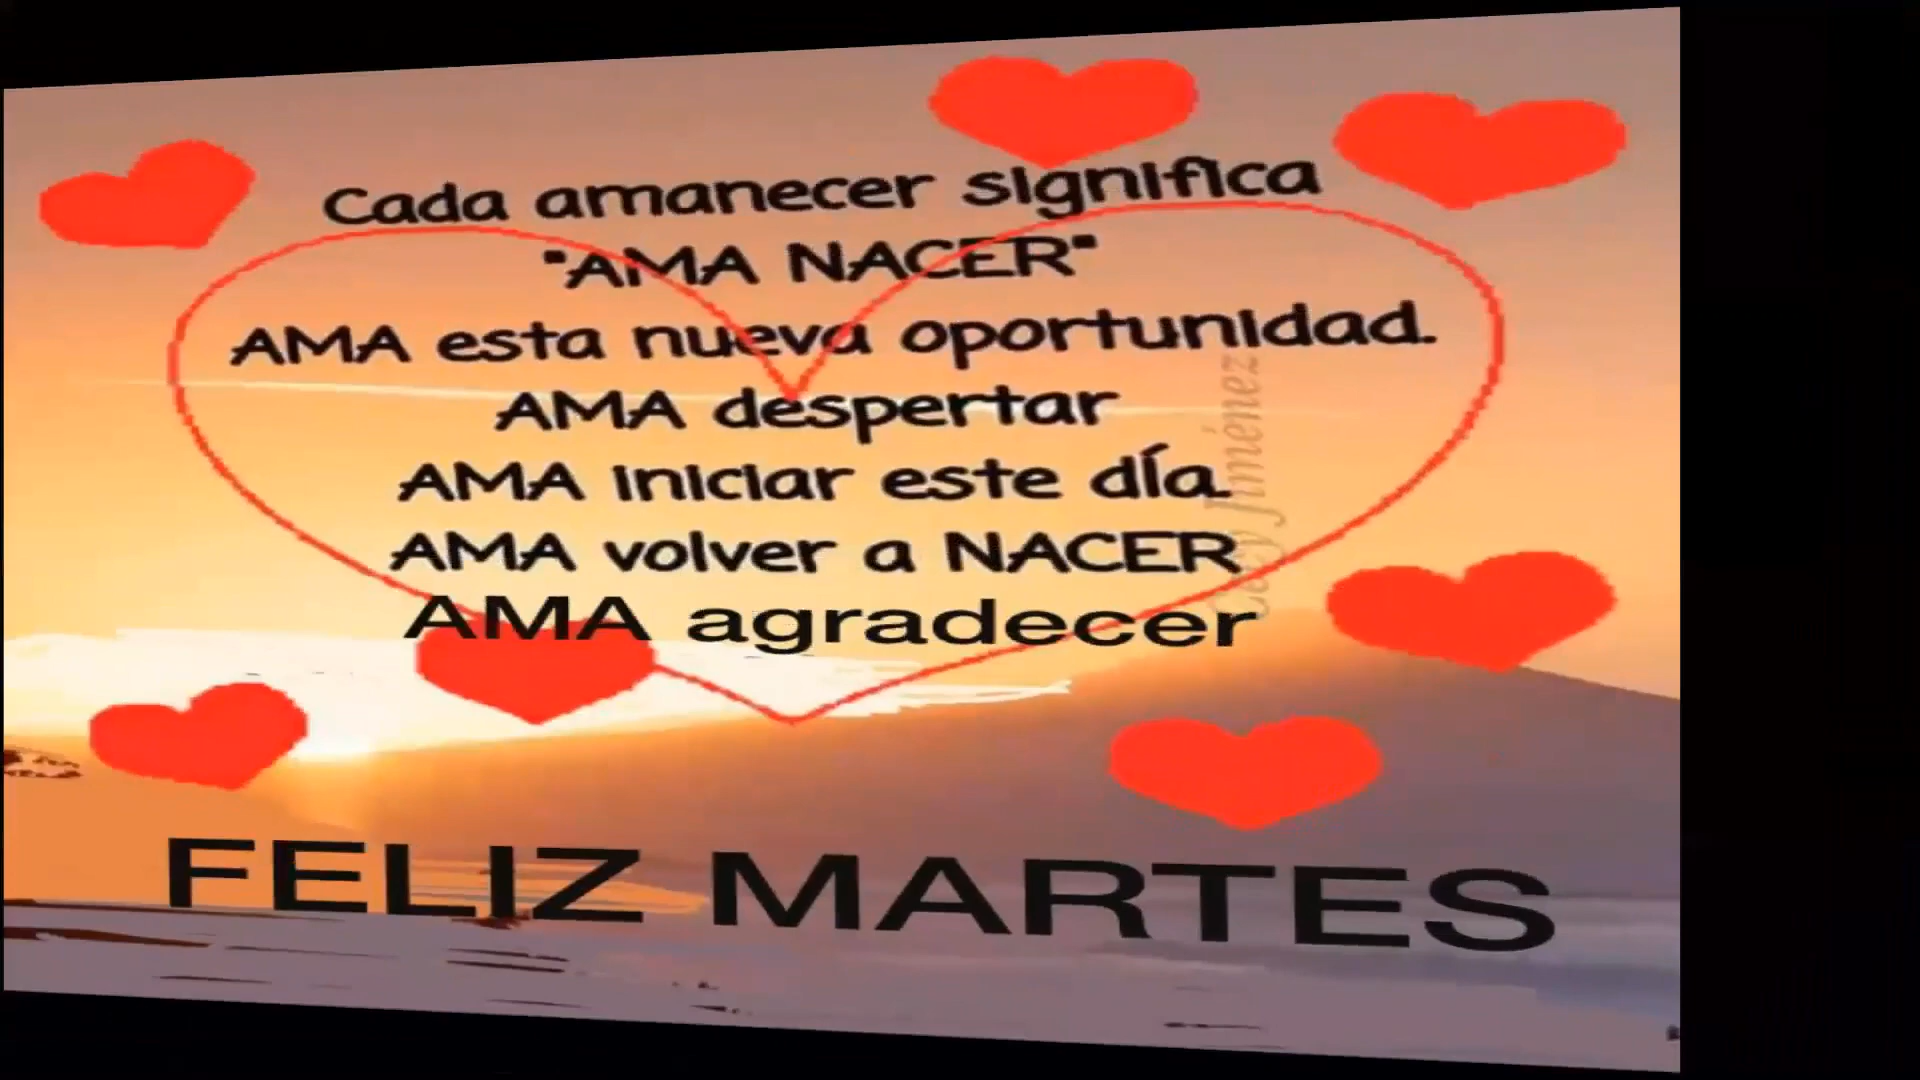 Cada amanecer significa
"AMA NACER"
AMA esta nueva oportunidad.
AMA despertar
AMA iniciar este día
AMA volver a NACER
AMA agradecer
FELIZ MARTES
Jiménez